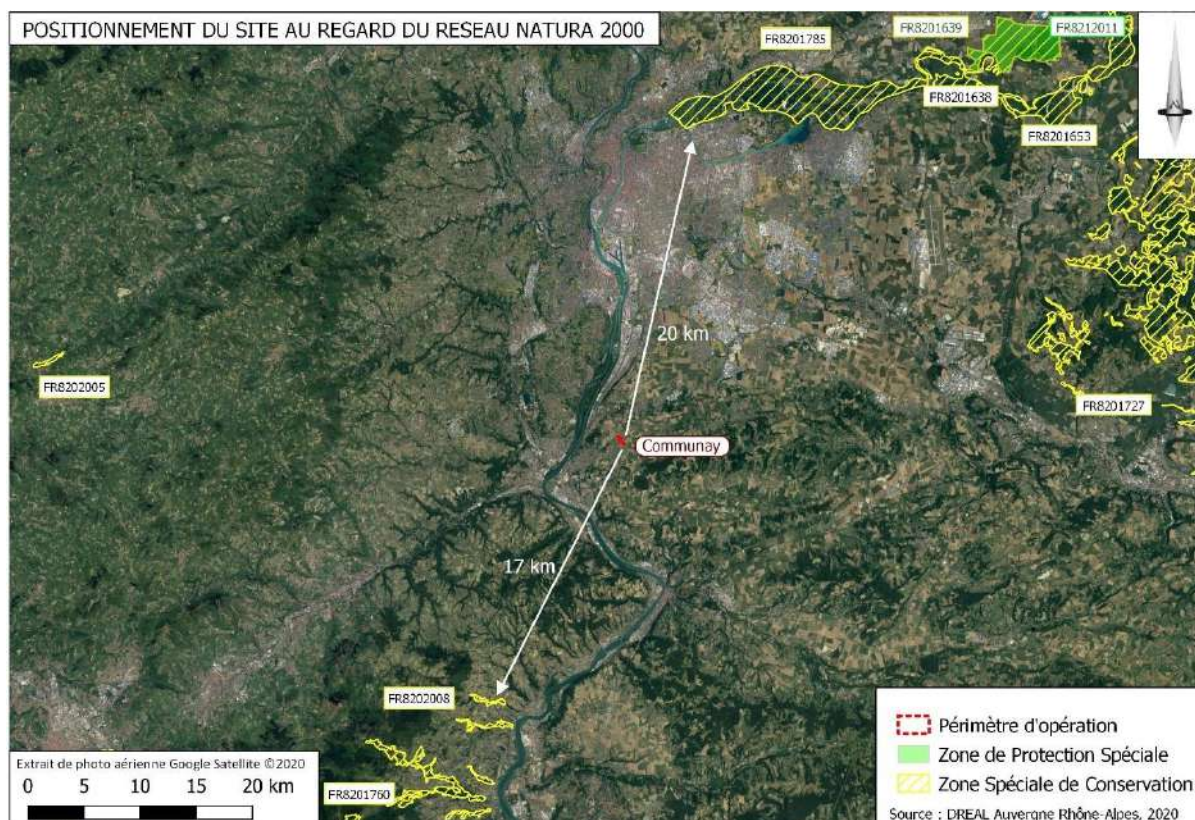 POSITIONNEMENT DU SITE AU REGARD DU RESEAU NATURA 2000
FR8201785
FR8201639
FR8212011
FR8201638
FR8201653
20 km
FR8202005
FR8201727
Communay
17 km
FR8202008
FR8201760
Extrait de photo aérienne Google Satellite ©2020
0 5 10 15 20 km
Périmètre d'opération
Zone de Protection Spéciale
Zone Spéciale de Conservation
Source : DREAL Auvergne Rhône-Alpes, 2020